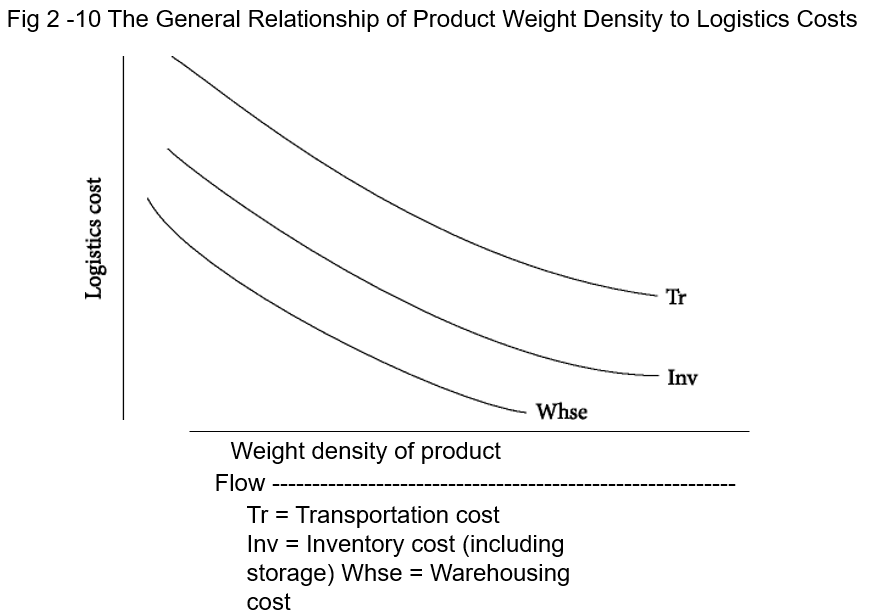 Fig 2 -10 The General Relationship of Product Weight Density to Logistics Costs
Logistics cost
Tr
Inv
Whse
Weight density of product
Flow ----------------------------------------------------------
Tr = Transportation cost
Inv = Inventory cost (including
storage) Whse = Warehousing
cost